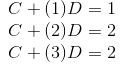 C + (1)D = 1
C + (2)D = 2
C + (3)D = 2